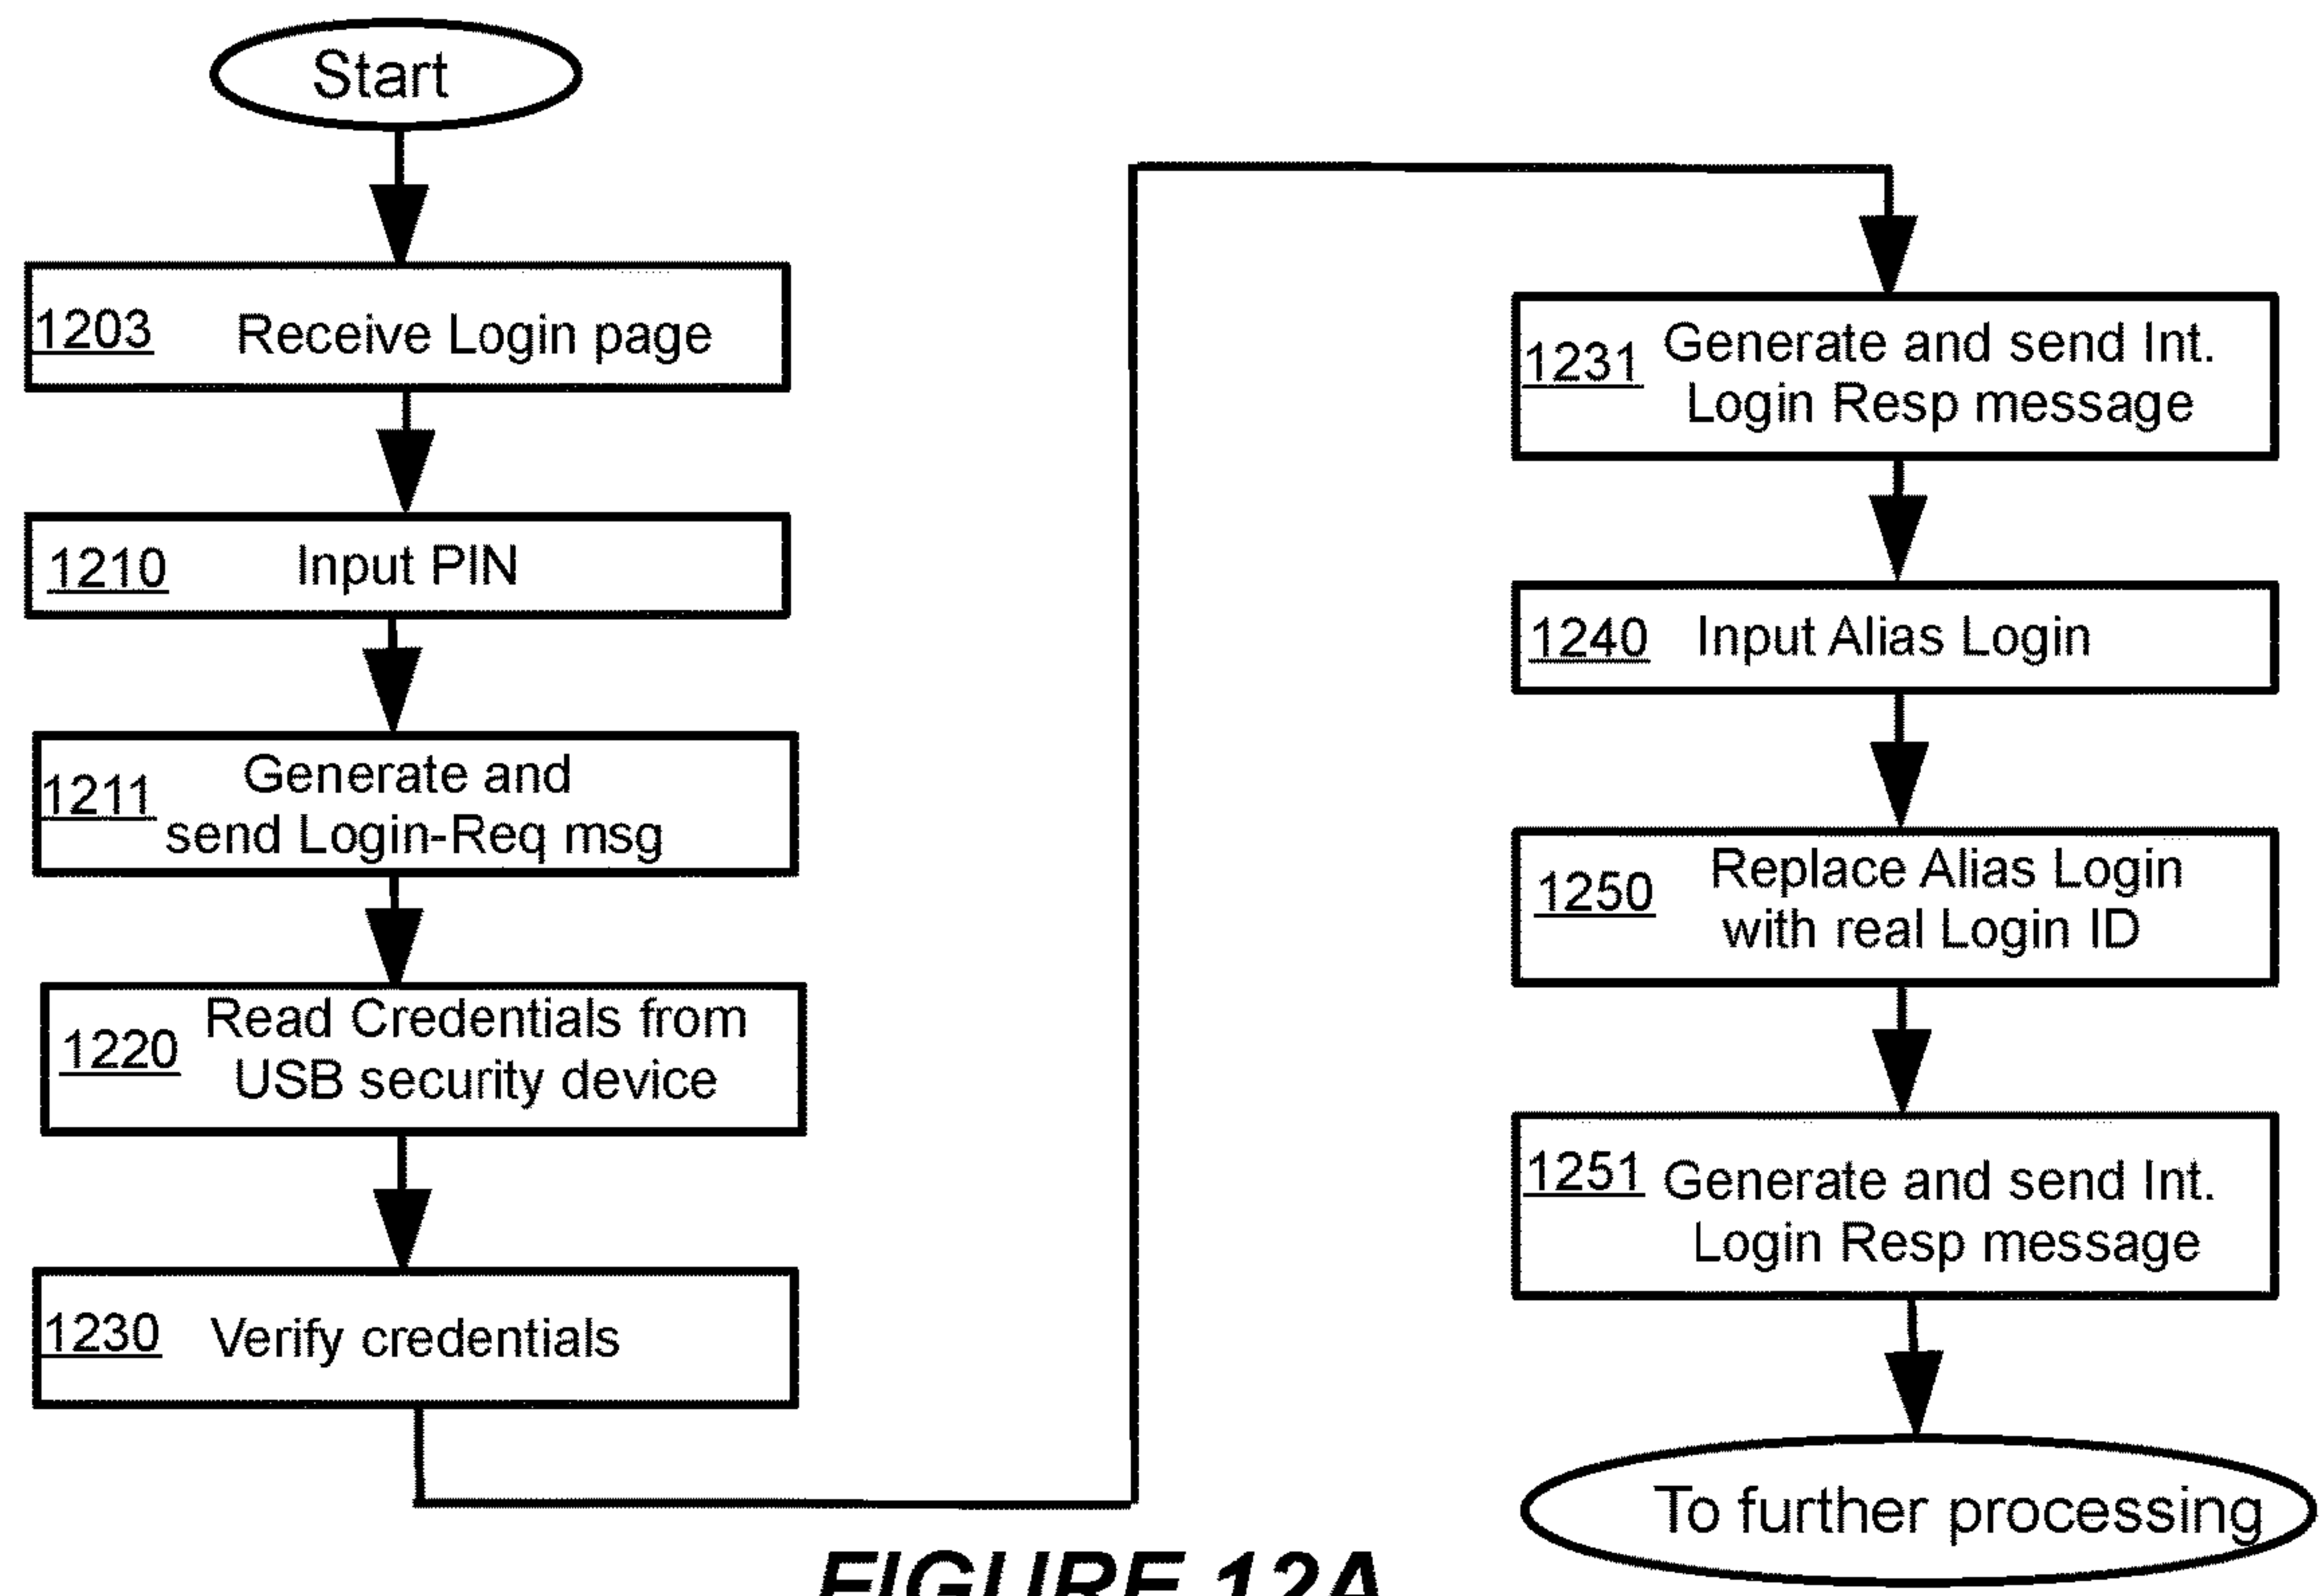 Start
1203 Receive Login page
1210 Input PIN
1211 Generate and
send Login-Req msg
1220 Read Credentials from
USB security device
1230 Verify credentials
1231 Generate and send Int.
Login Resp message
1240 Input Alias Login
1250 Replace Alias Login
with real Login ID
1251 Generate and send Int.
Login Resp message
To further processing
FIGURE 12A